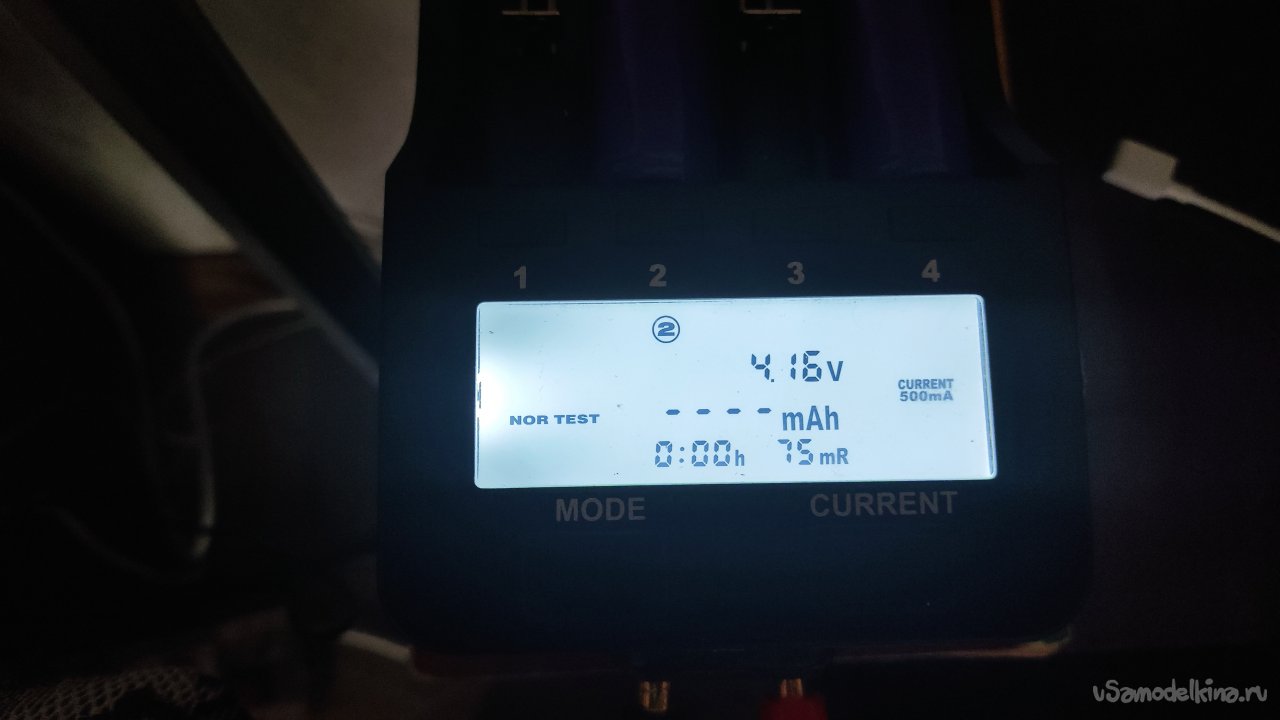 1 2 3 4
②
4.16V
CURRENT
500mA
NOR TEST ---- mAh
0:00h 75mR
MODE CURRENT
vSamodelkina.ru